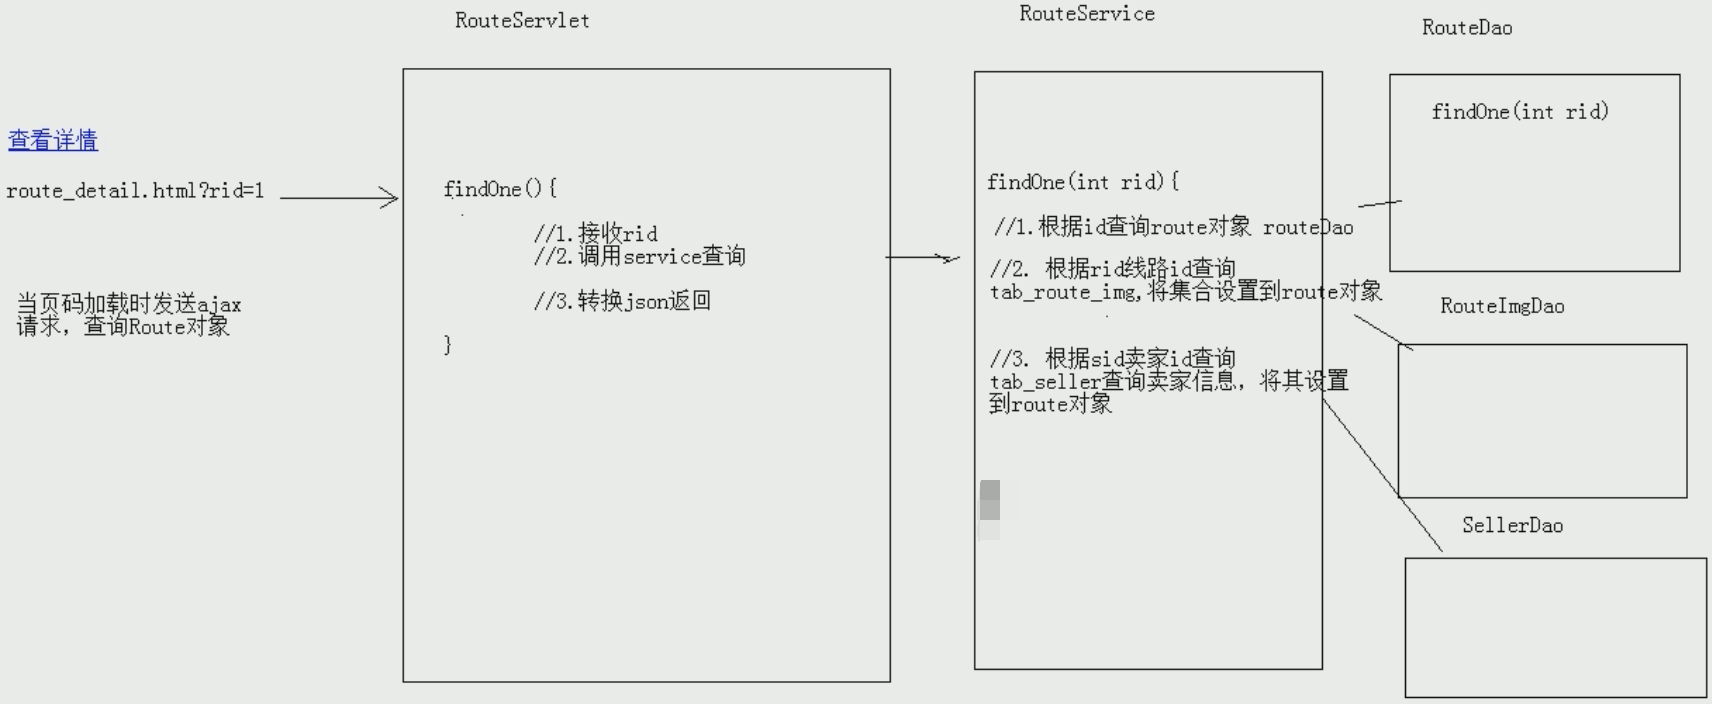 RouteServlet
RouteService
RouteDao
查看详情
route_detail.html?rid=1
当页码加载时发送ajax
请求，查询Route对象
findOne(){
//1.接收rid
//2.调用service查询
//3.转换json返回
}
findOne(int rid){
//1.根据id查询route对象 routeDao
//2. 根据rid线路id查询
tab_route_img,将集合设置到route对象
//3. 根据sid卖家id查询
tab_seller查询卖家信息，将其设置
到route对象
findOne(int rid)
RouteImgDao
SellerDao